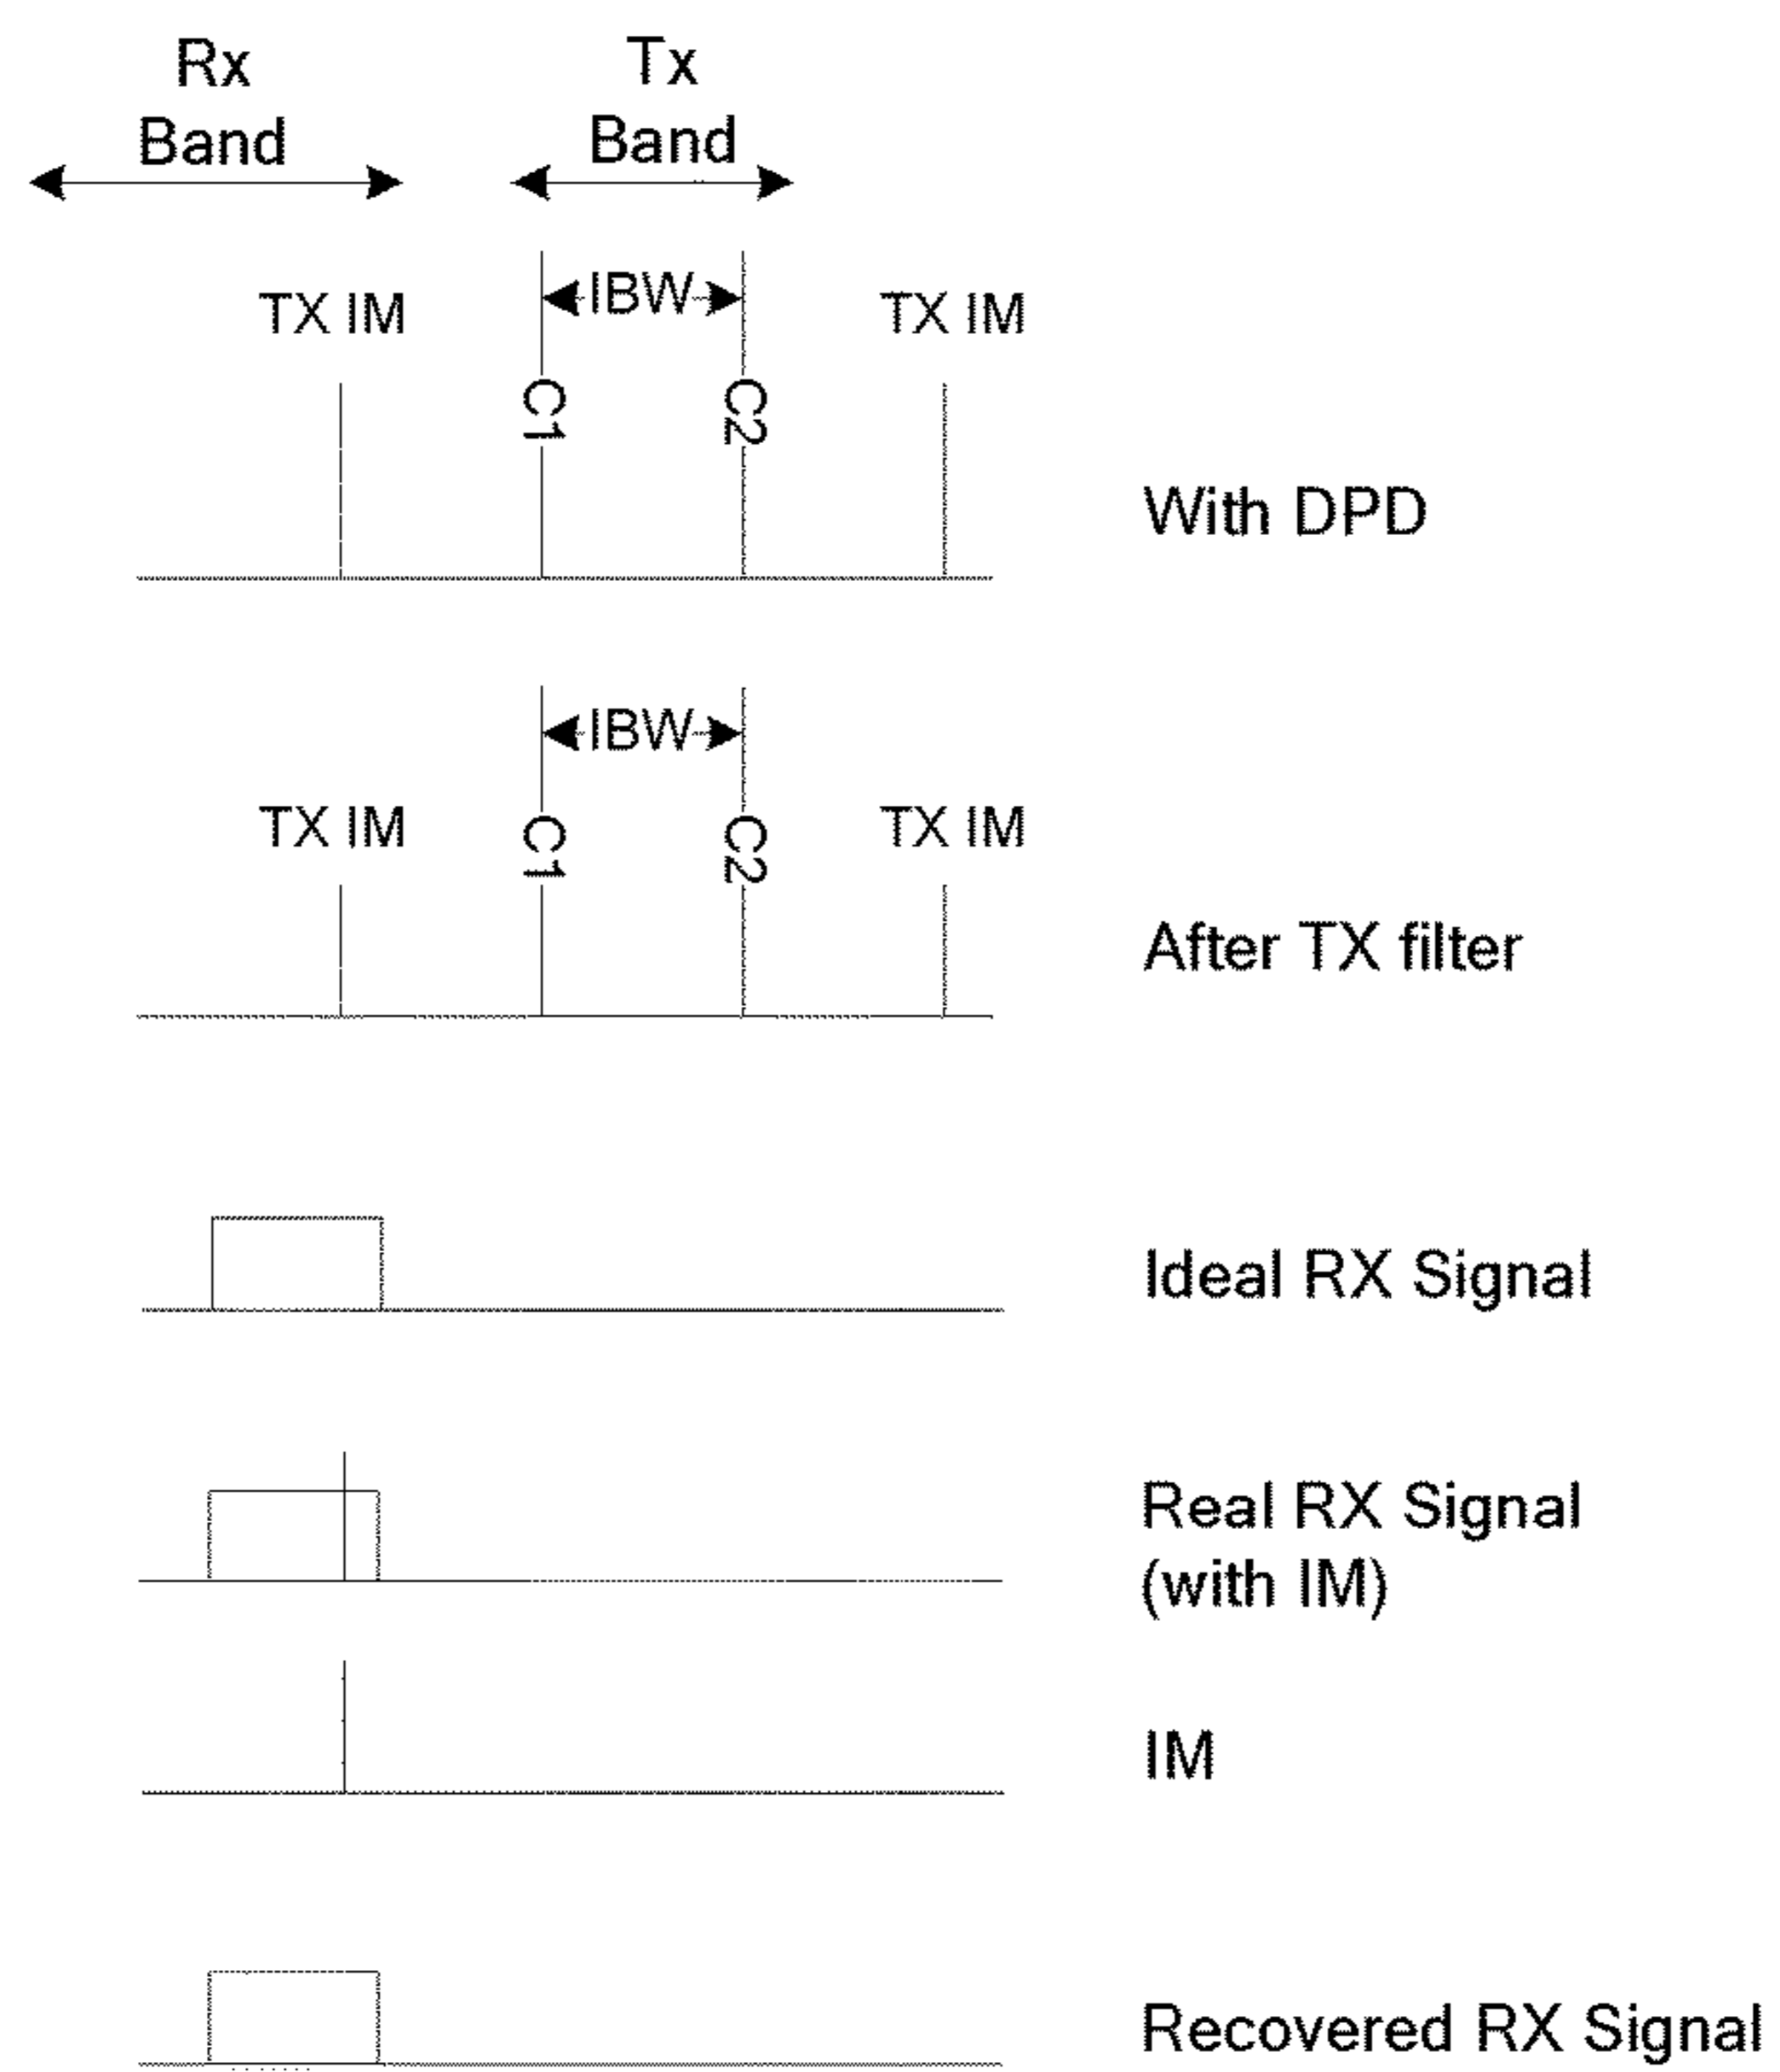 Rx
Band
Tx
Band
TX IM
IBW
TX IM
C1
C2
With DPD
IBW
TX IM
C1
C2
TX IM
After TX filter
Ideal RX Signal
Real RX Signal
(with IM)
IM
Recovered RX Signal